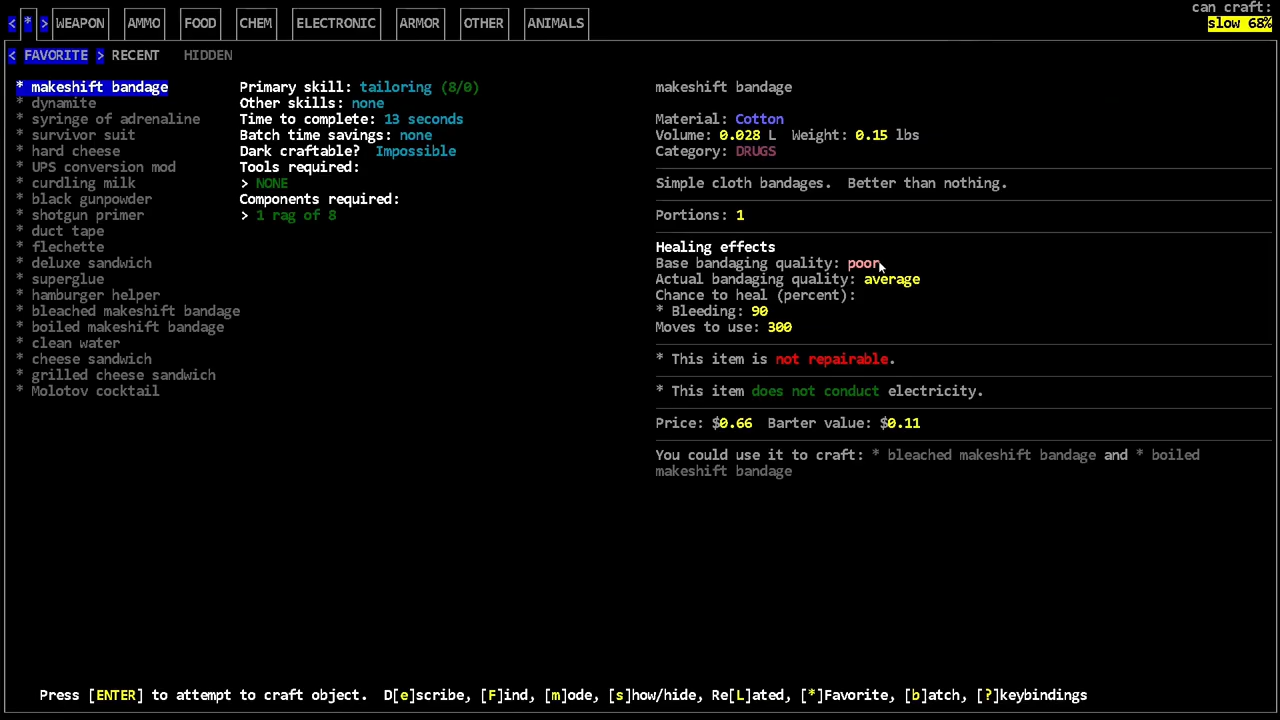 can craft:
< * > WEAPON AMMO FOOD CHEM ELECTRONIC ARMOR OTHER ANIMALS slow 68%
< FAVORITE > RECENT HIDDEN
* makeshift bandage
* dynamite
* syringe of adrenaline
* survivor suit
* hard cheese
* UPS conversion mod
* curdling milk
* black gunpowder
* shotgun primer
* duct tape
* flechette
* deluxe sandwich
* superglue
* hamburger helper
* bleached makeshift bandage
* boiled makeshift bandage
* clean water
* cheese sandwich
* grilled cheese sandwich
* Molotov cocktail
Primary skill: tailoring (8/0)
Other skills: none
Time to complete: 13 seconds
Batch time savings: none
Dark craftable? Impossible
Tools required:
> NONE
Components required:
> 1 rag of 8
makeshift bandage
Material: Cotton
Volume: 0.028 L Weight: 0.15 lbs
Category: DRUGS
Simple cloth bandages. Better than nothing.
Portions: 1
Healing effects
Base bandaging quality: poor
Actual bandaging quality: average
Chance to heal (percent):
* Bleeding: 90
Moves to use: 300
* This item is not repairable.
* This item does not conduct electricity.
Price: $0.66 Barter value: $0.11
You could use it to craft: * bleached makeshift bandage and * boiled
makeshift bandage
Press [ENTER] to attempt to craft object. D[e]scribe, [F]ind, [m]ode, [s]how/hide, Re[L]ated, [*]Favorite, [b]atch, [?]keybindings